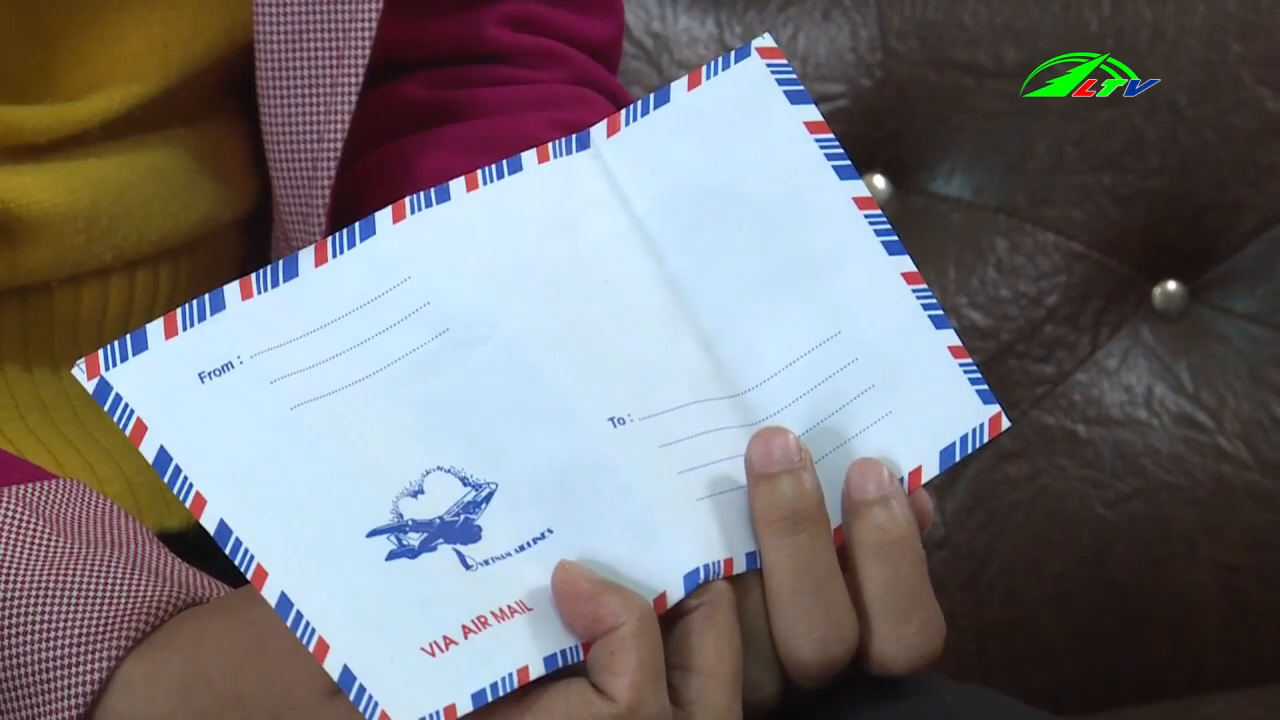 LTV
From :
To :
VIETNAM AIRLINES
VIA AIR MAIL